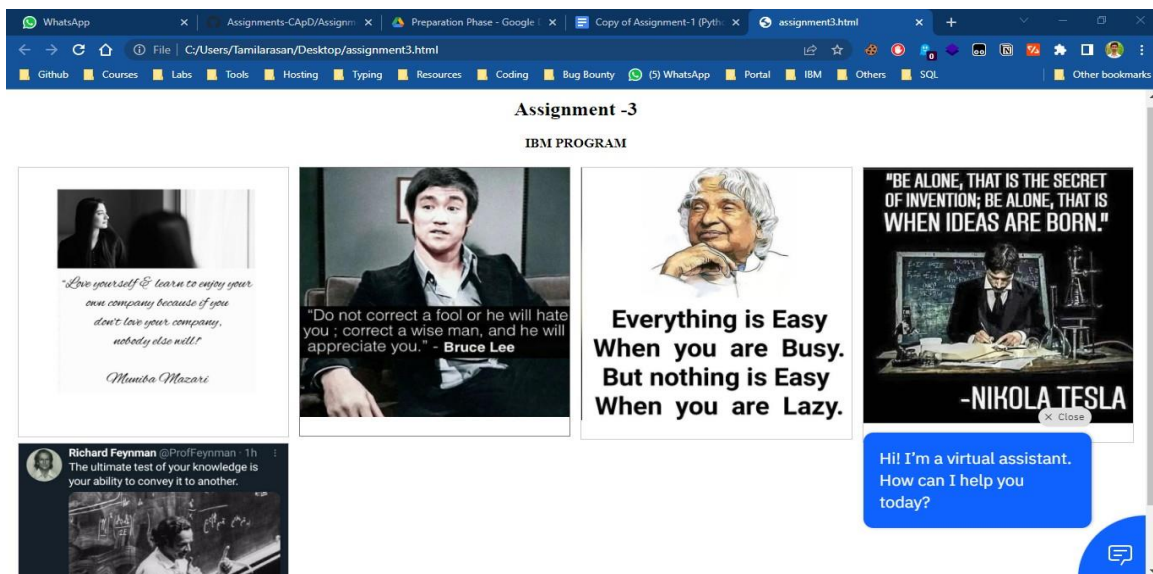 WhatsApp
Assignments-CApD/Assignm
Preparation Phase - Google
Copy of Assignment-1 (Pyth
assignment3.html
File | C:/Users/Tamilarasan/Desktop/assignment3.html
Github
Courses
Labs
Tools
Hosting
Typing
Resources
Coding
Bug Bounty
(5) WhatsApp
Portal
IBM
Others
SQL
Other bookmarks
Assignment -3
IBM PROGRAM
"Love yourself & learn to enjoy your
own company because if you
don't love your company,
nobody else will!"
Muniba Mazari
"Do not correct a fool or he will hate
you ; correct a wise man, and he will
appreciate you." - Bruce Lee
Everything is Easy
When you are Busy.
But nothing is Easy
When you are Lazy.
"BE ALONE, THAT IS THE SECRET
OF INVENTION; BE ALONE, THAT IS
WHEN IDEAS ARE BORN."
-NIKOLA TESLA
Richard Feynman @ProfFeynman · 1h
The ultimate test of your knowledge is
your ability to convey it to another.
× Close
Hi! I'm a virtual assistant.
How can I help you
today?